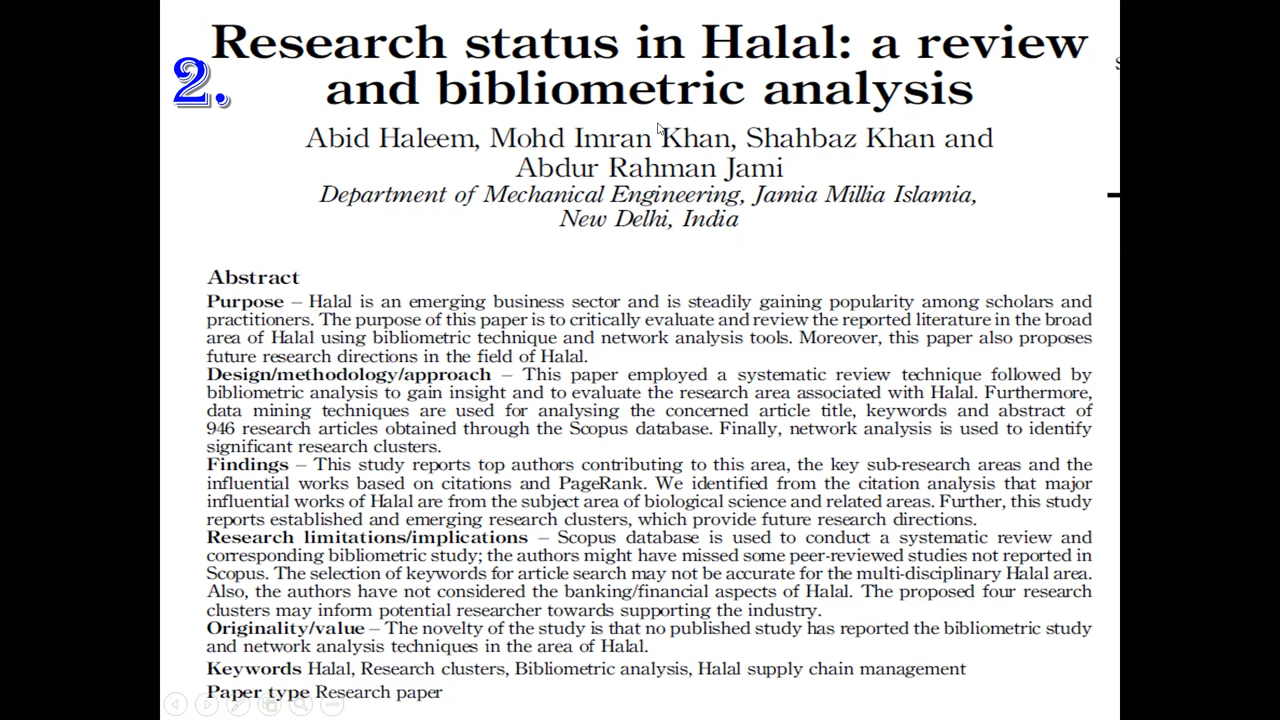 2.
Research status in Halal: a review
and bibliometric analysis
Abid Haleem, Mohd Imran Khan, Shahbaz Khan and
Abdur Rahman Jami
Department of Mechanical Engineering, Jamia Millia Islamia,
New Delhi, India
Abstract
Purpose – Halal is an emerging business sector and is steadily gaining popularity among scholars and
practitioners. The purpose of this paper is to critically evaluate and review the reported literature in the broad
area of Halal using bibliometric technique and network analysis tools. Moreover, this paper also proposes
future research directions in the field of Halal.
Design/methodology/approach – This paper employed a systematic review technique followed by
bibliometric analysis to gain insight and to evaluate the research area associated with Halal. Furthermore,
data mining techniques are used for analysing the concerned article title, keywords and abstract of
946 research articles obtained through the Scopus database. Finally, network analysis is used to identify
significant research clusters.
Findings – This study reports top authors contributing to this area, the key sub-research areas and the
influential works based on citations and PageRank. We identified from the citation analysis that major
influential works of Halal are from the subject area of biological science and related areas. Further, this study
reports established and emerging research clusters, which provide future research directions.
Research limitations/implications – Scopus database is used to conduct a systematic review and
corresponding bibliometric study; the authors might have missed some peer-reviewed studies not reported in
Scopus. The selection of keywords for article search may not be accurate for the multi-disciplinary Halal area.
Also, the authors have not considered the banking/financial aspects of Halal. The proposed four research
clusters may inform potential researcher towards supporting the industry.
Originality/value – The novelty of the study is that no published study has reported the bibliometric study
and network analysis techniques in the area of Halal.
Keywords Halal, Research clusters, Bibliometric analysis, Halal supply chain management
Paper type Research paper